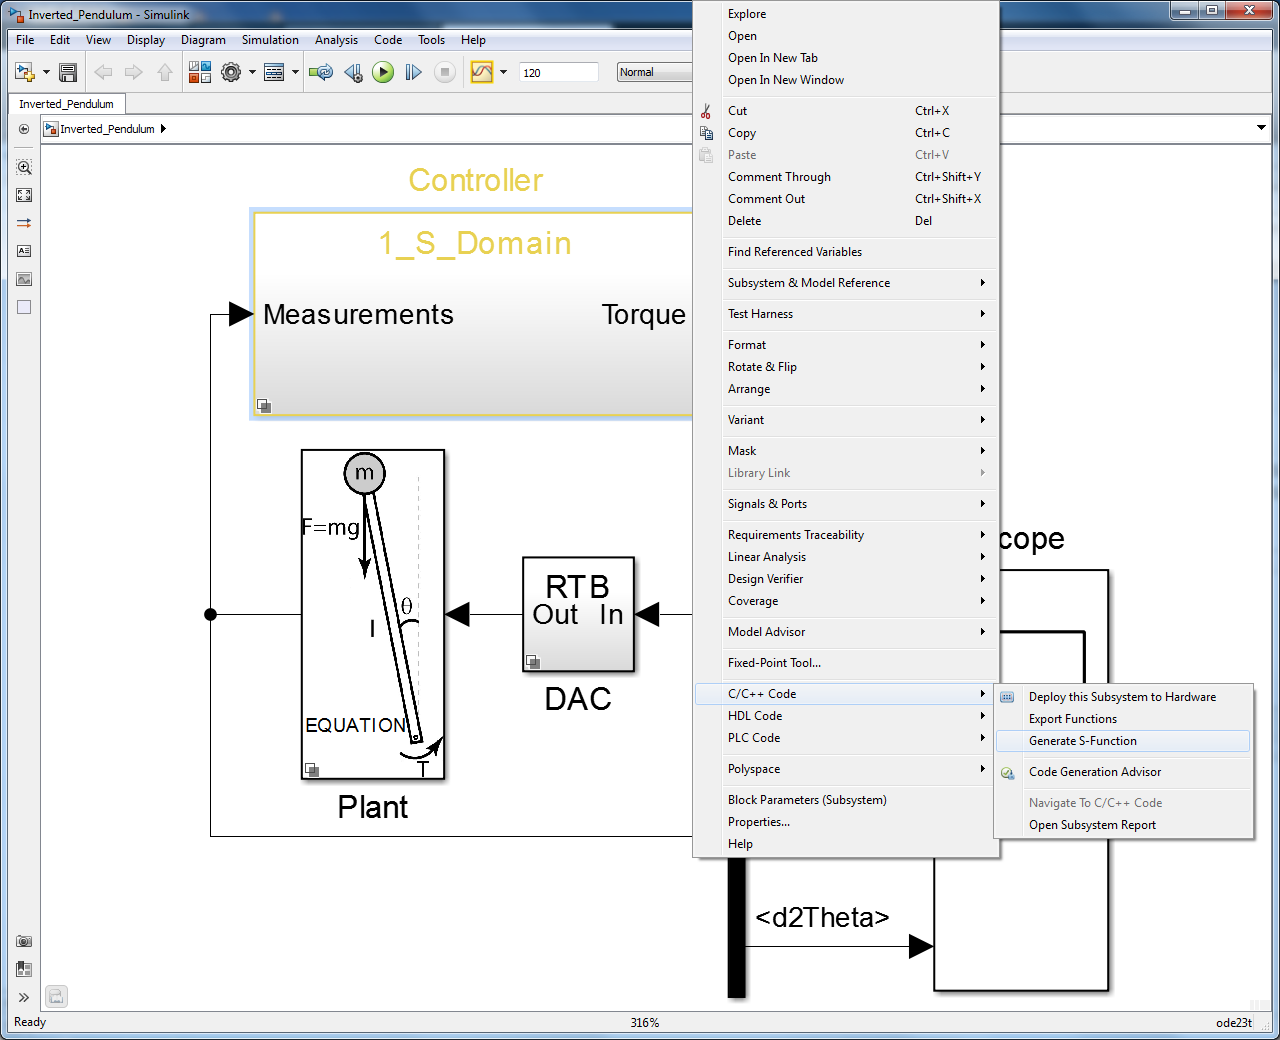 Inverted_Pendulum - Simulink
File Edit View Display Diagram Simulation Analysis Code Tools Help
120 Normal
Inverted_Pendulum
Inverted_Pendulum
Controller
1_S_Domain
Measurements Torque
m
F=mg
θ
l
EQUATION
T
Plant
RTB
Out In
DAC
cope
<d2Theta>
Explore
Open
Open In New Tab
Open In New Window
Cut Ctrl+X
Copy Ctrl+C
Paste Ctrl+V
Comment Through Ctrl+Shift+Y
Comment Out Ctrl+Shift+X
Delete Del
Find Referenced Variables
Subsystem & Model Reference
Test Harness
Format
Rotate & Flip
Arrange
Variant
Mask
Library Link
Signals & Ports
Requirements Traceability
Linear Analysis
Design Verifier
Coverage
Model Advisor
Fixed-Point Tool...
C/C++ Code
HDL Code
PLC Code
Polyspace
Block Parameters (Subsystem)
Properties...
Help
Deploy this Subsystem to Hardware
Export Functions
Generate S-Function
Code Generation Advisor
Navigate To C/C++ Code
Open Subsystem Report
Ready 316% ode23t